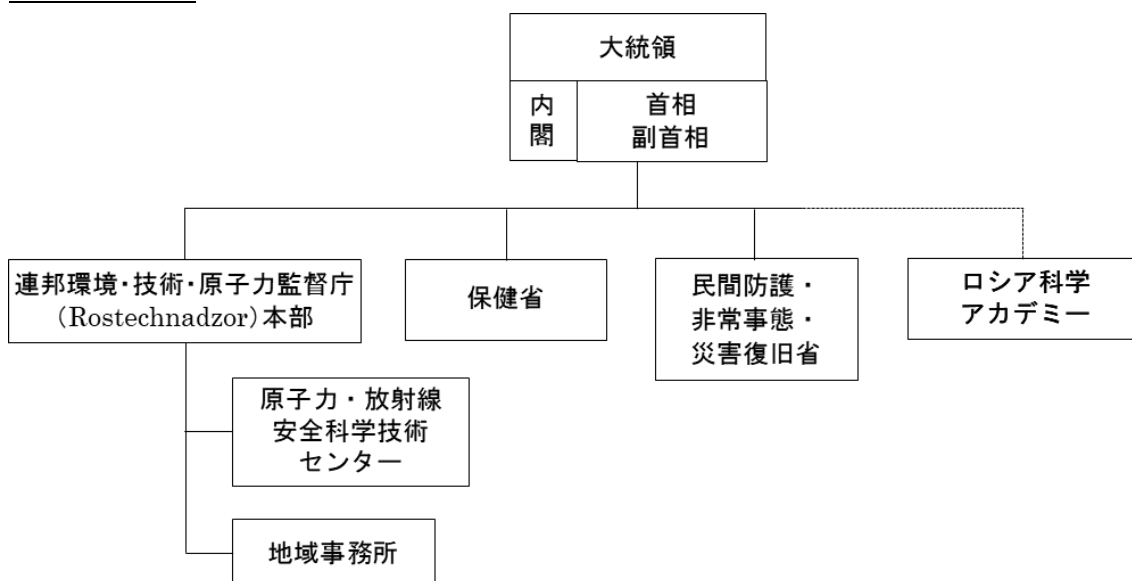 大統領
内閣
首相
副首相
連邦環境・技術・原子力監督庁
（Rostechnadzor）本部
保健省
民間防護・
非常事態・
災害復旧省
ロシア科学
アカデミー
原子力・放射線
安全科学技術
センター
地域事務所